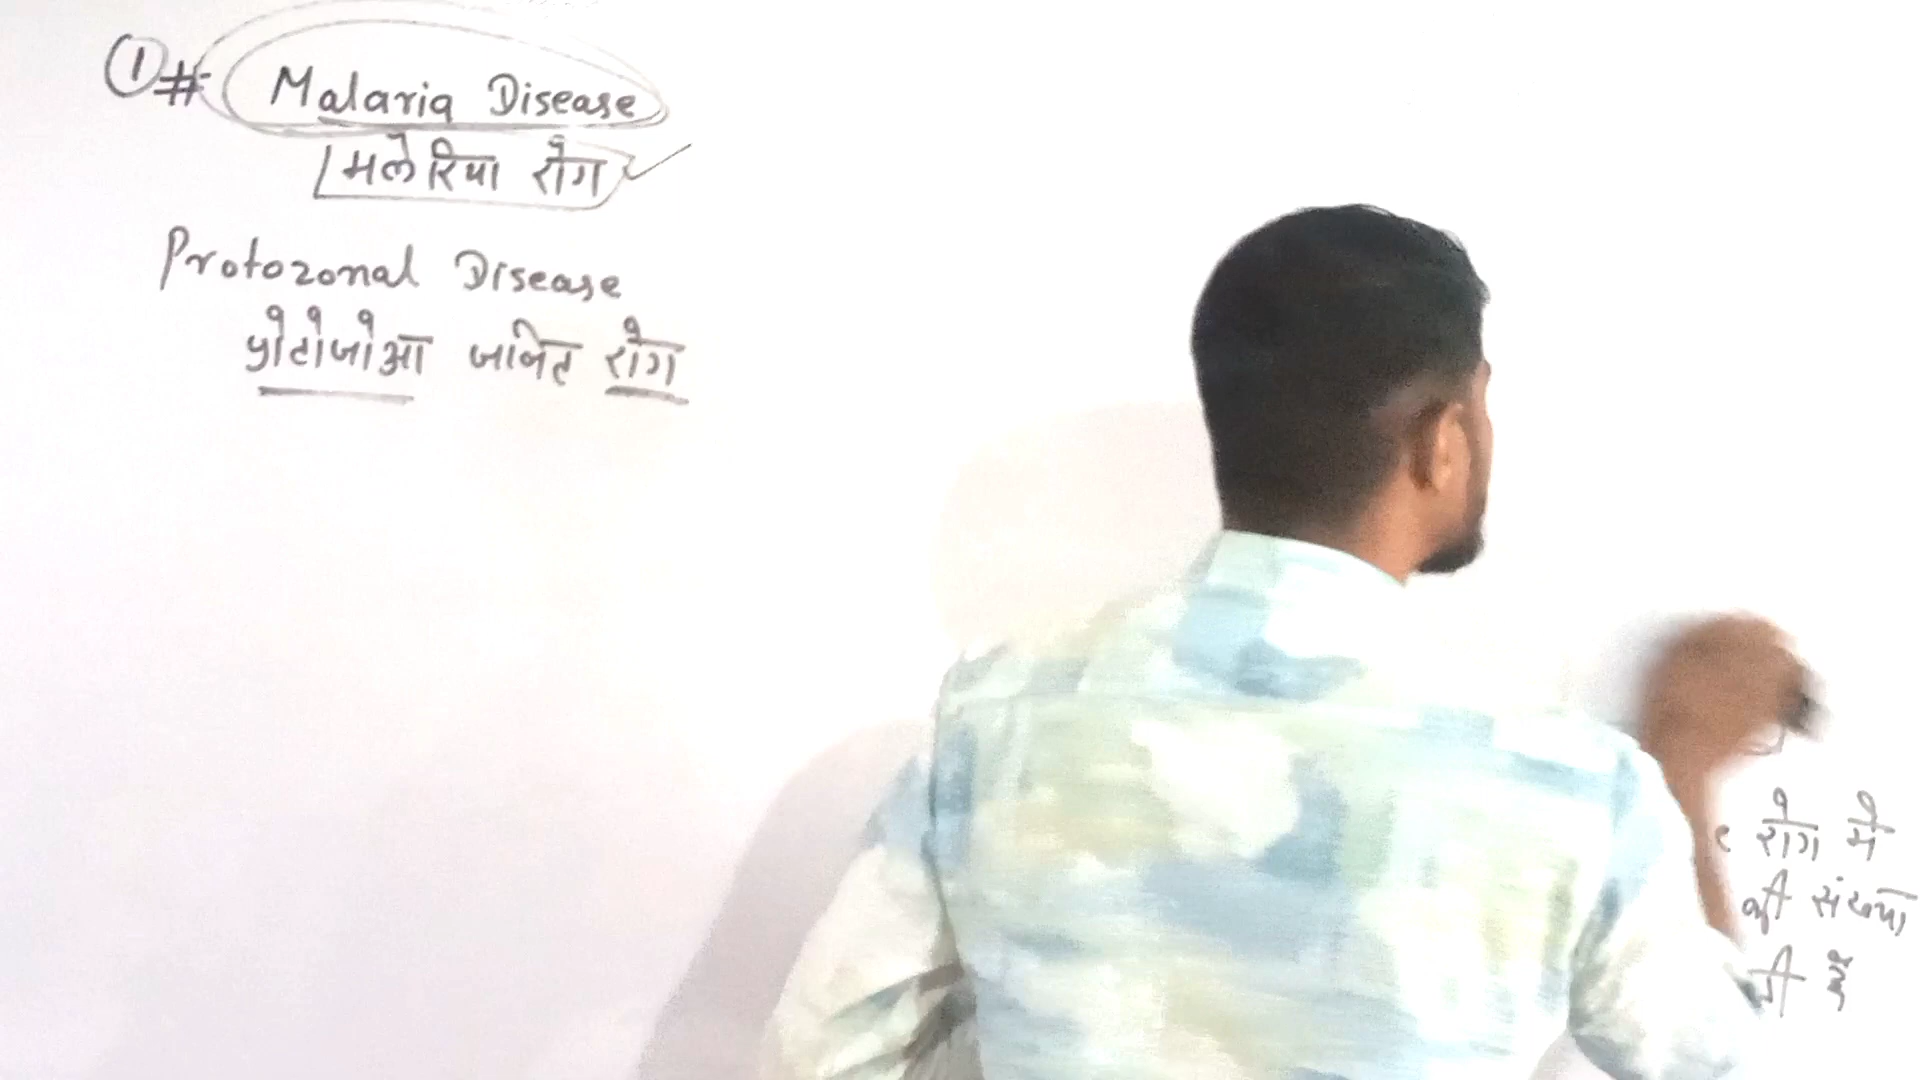 ① # Malaria Disease
मलेरिया रोग
Protozonal Disease
प्रोटोजोआ जनित रोग
रोग में
की संख्या
है